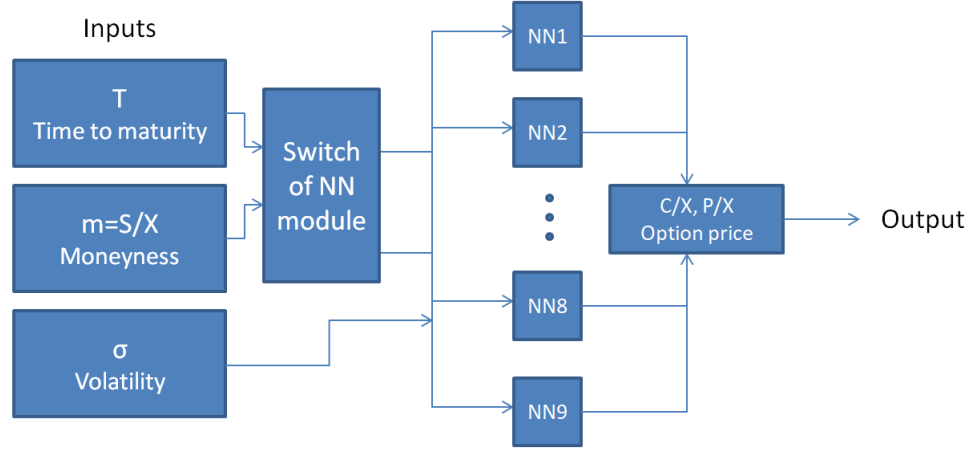 Inputs
T
Time to maturity
m=S/X
Moneyness
σ
Volatility
Switch
of NN
module
NN1
NN2
NN8
NN9
C/X, P/X
Option price
Output